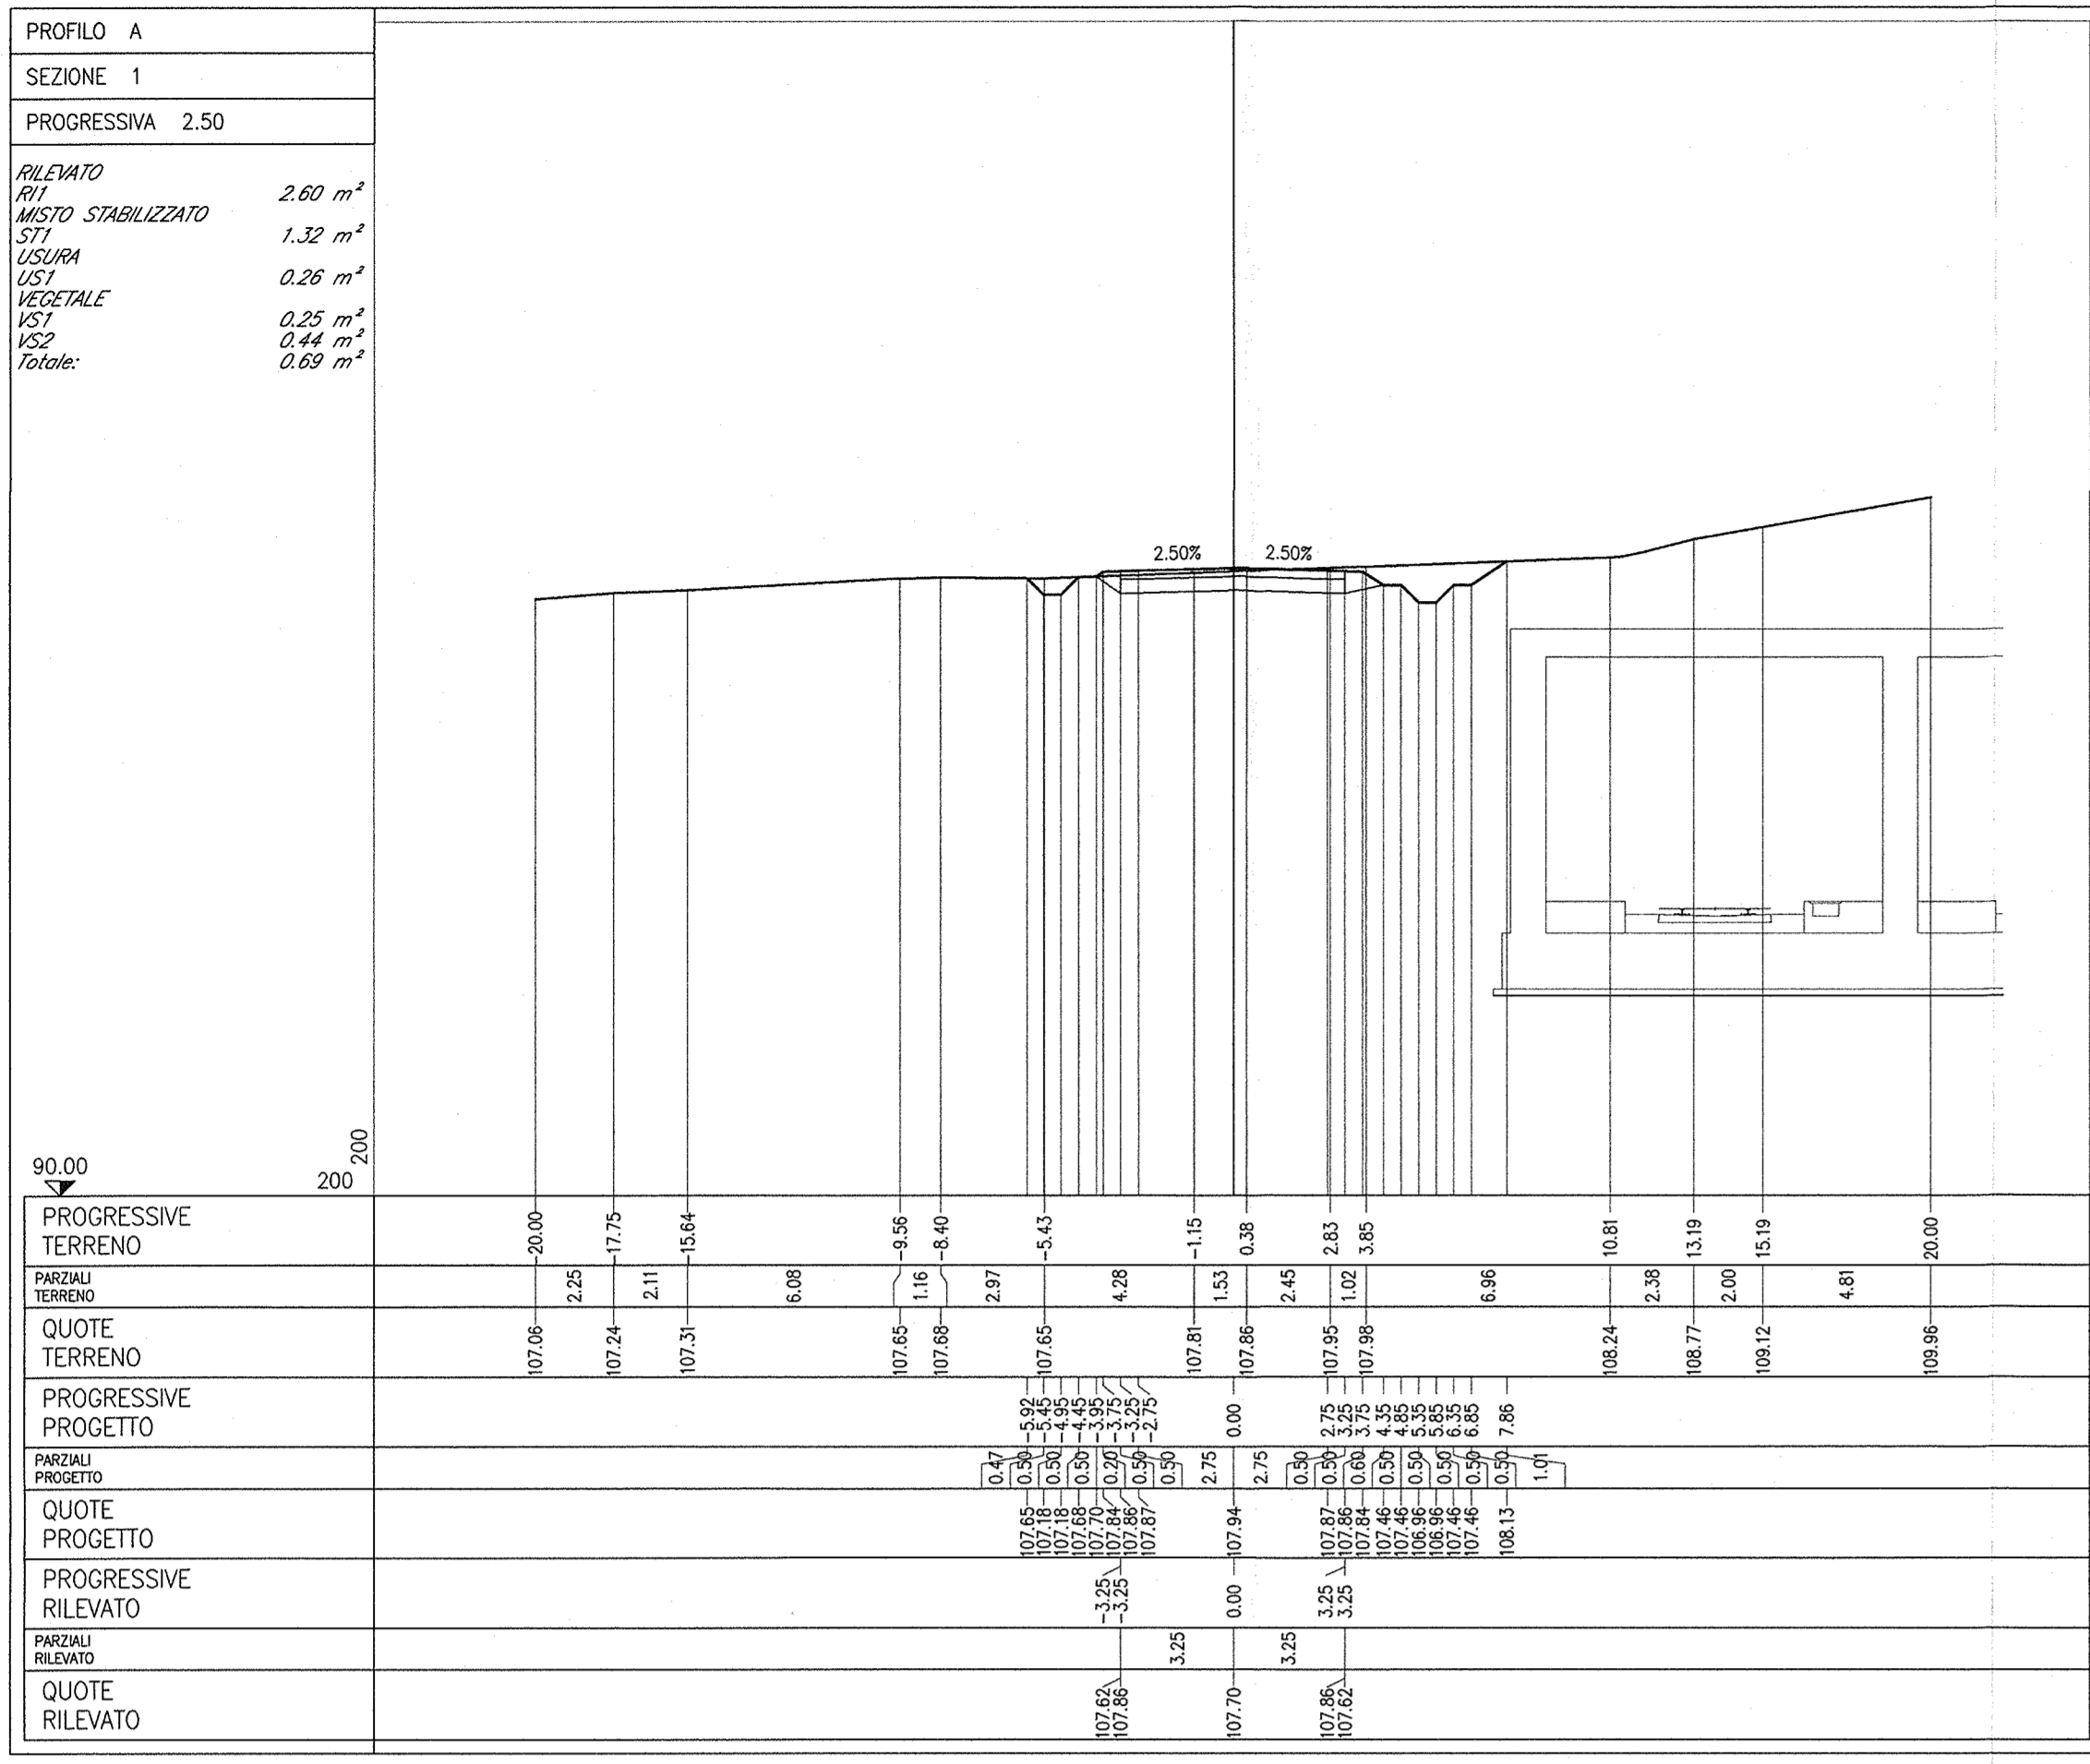 PROFILO A
SEZIONE 1
PROGRESSIVA 2.50
RILEVATO
RI1 2.60 m²
MISTO STABILIZZATO
ST1 1.32 m²
USURA
US1 0.26 m²
VEGETALE
VS1 0.25 m²
VS2 0.44 m²
Totale: 0.69 m²
2.50% 2.50%
90.00
200
200
PROGRESSIVE TERRENO
-20.00 -17.75 -15.64 -9.56 -8.40 -5.43 -1.15 0.38 2.83 3.85 10.81 13.19 15.19 20.00
PARZIALI TERRENO
2.25 2.11 6.08 1.16 2.97 4.28 1.53 2.45 1.02 6.96 2.38 2.00 4.81
QUOTE TERRENO
107.06 107.24 107.31 107.65 107.68 107.65 107.81 107.86 107.95 107.98 108.24 108.77 109.12 109.96
PROGRESSIVE PROGETTO
-5.92 -5.45 -4.95 -4.45 -3.95 -3.75 -3.25 -2.75 0.00 2.75 3.25 3.75 4.35 4.85 5.35 5.85 6.35 6.85 7.86
PARZIALI PROGETTO
0.47 0.50 0.50 0.50 0.20 0.50 0.50 2.75 2.75 0.50 0.50 0.60 0.50 0.50 0.50 0.50 0.50 1.01
QUOTE PROGETTO
107.65 107.18 107.18 107.68 107.70 107.84 107.86 107.87 107.94 107.87 107.86 107.84 107.46 107.46 106.96 106.96 107.46 107.46 108.13
PROGRESSIVE RILEVATO
-3.25 -3.25 0.00 3.25 3.25
PARZIALI RILEVATO
3.25 3.25
QUOTE RILEVATO
107.62 107.86 107.70 107.86 107.62